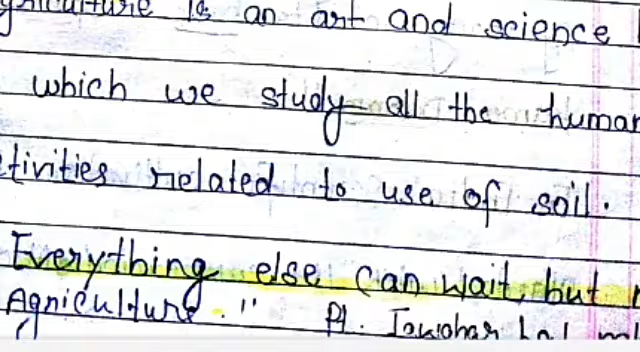 is an art and science
which we study all the human
tivities related to use of soil.
Everything else can wait, but
Agriculture." Pt. Jawahar Lal